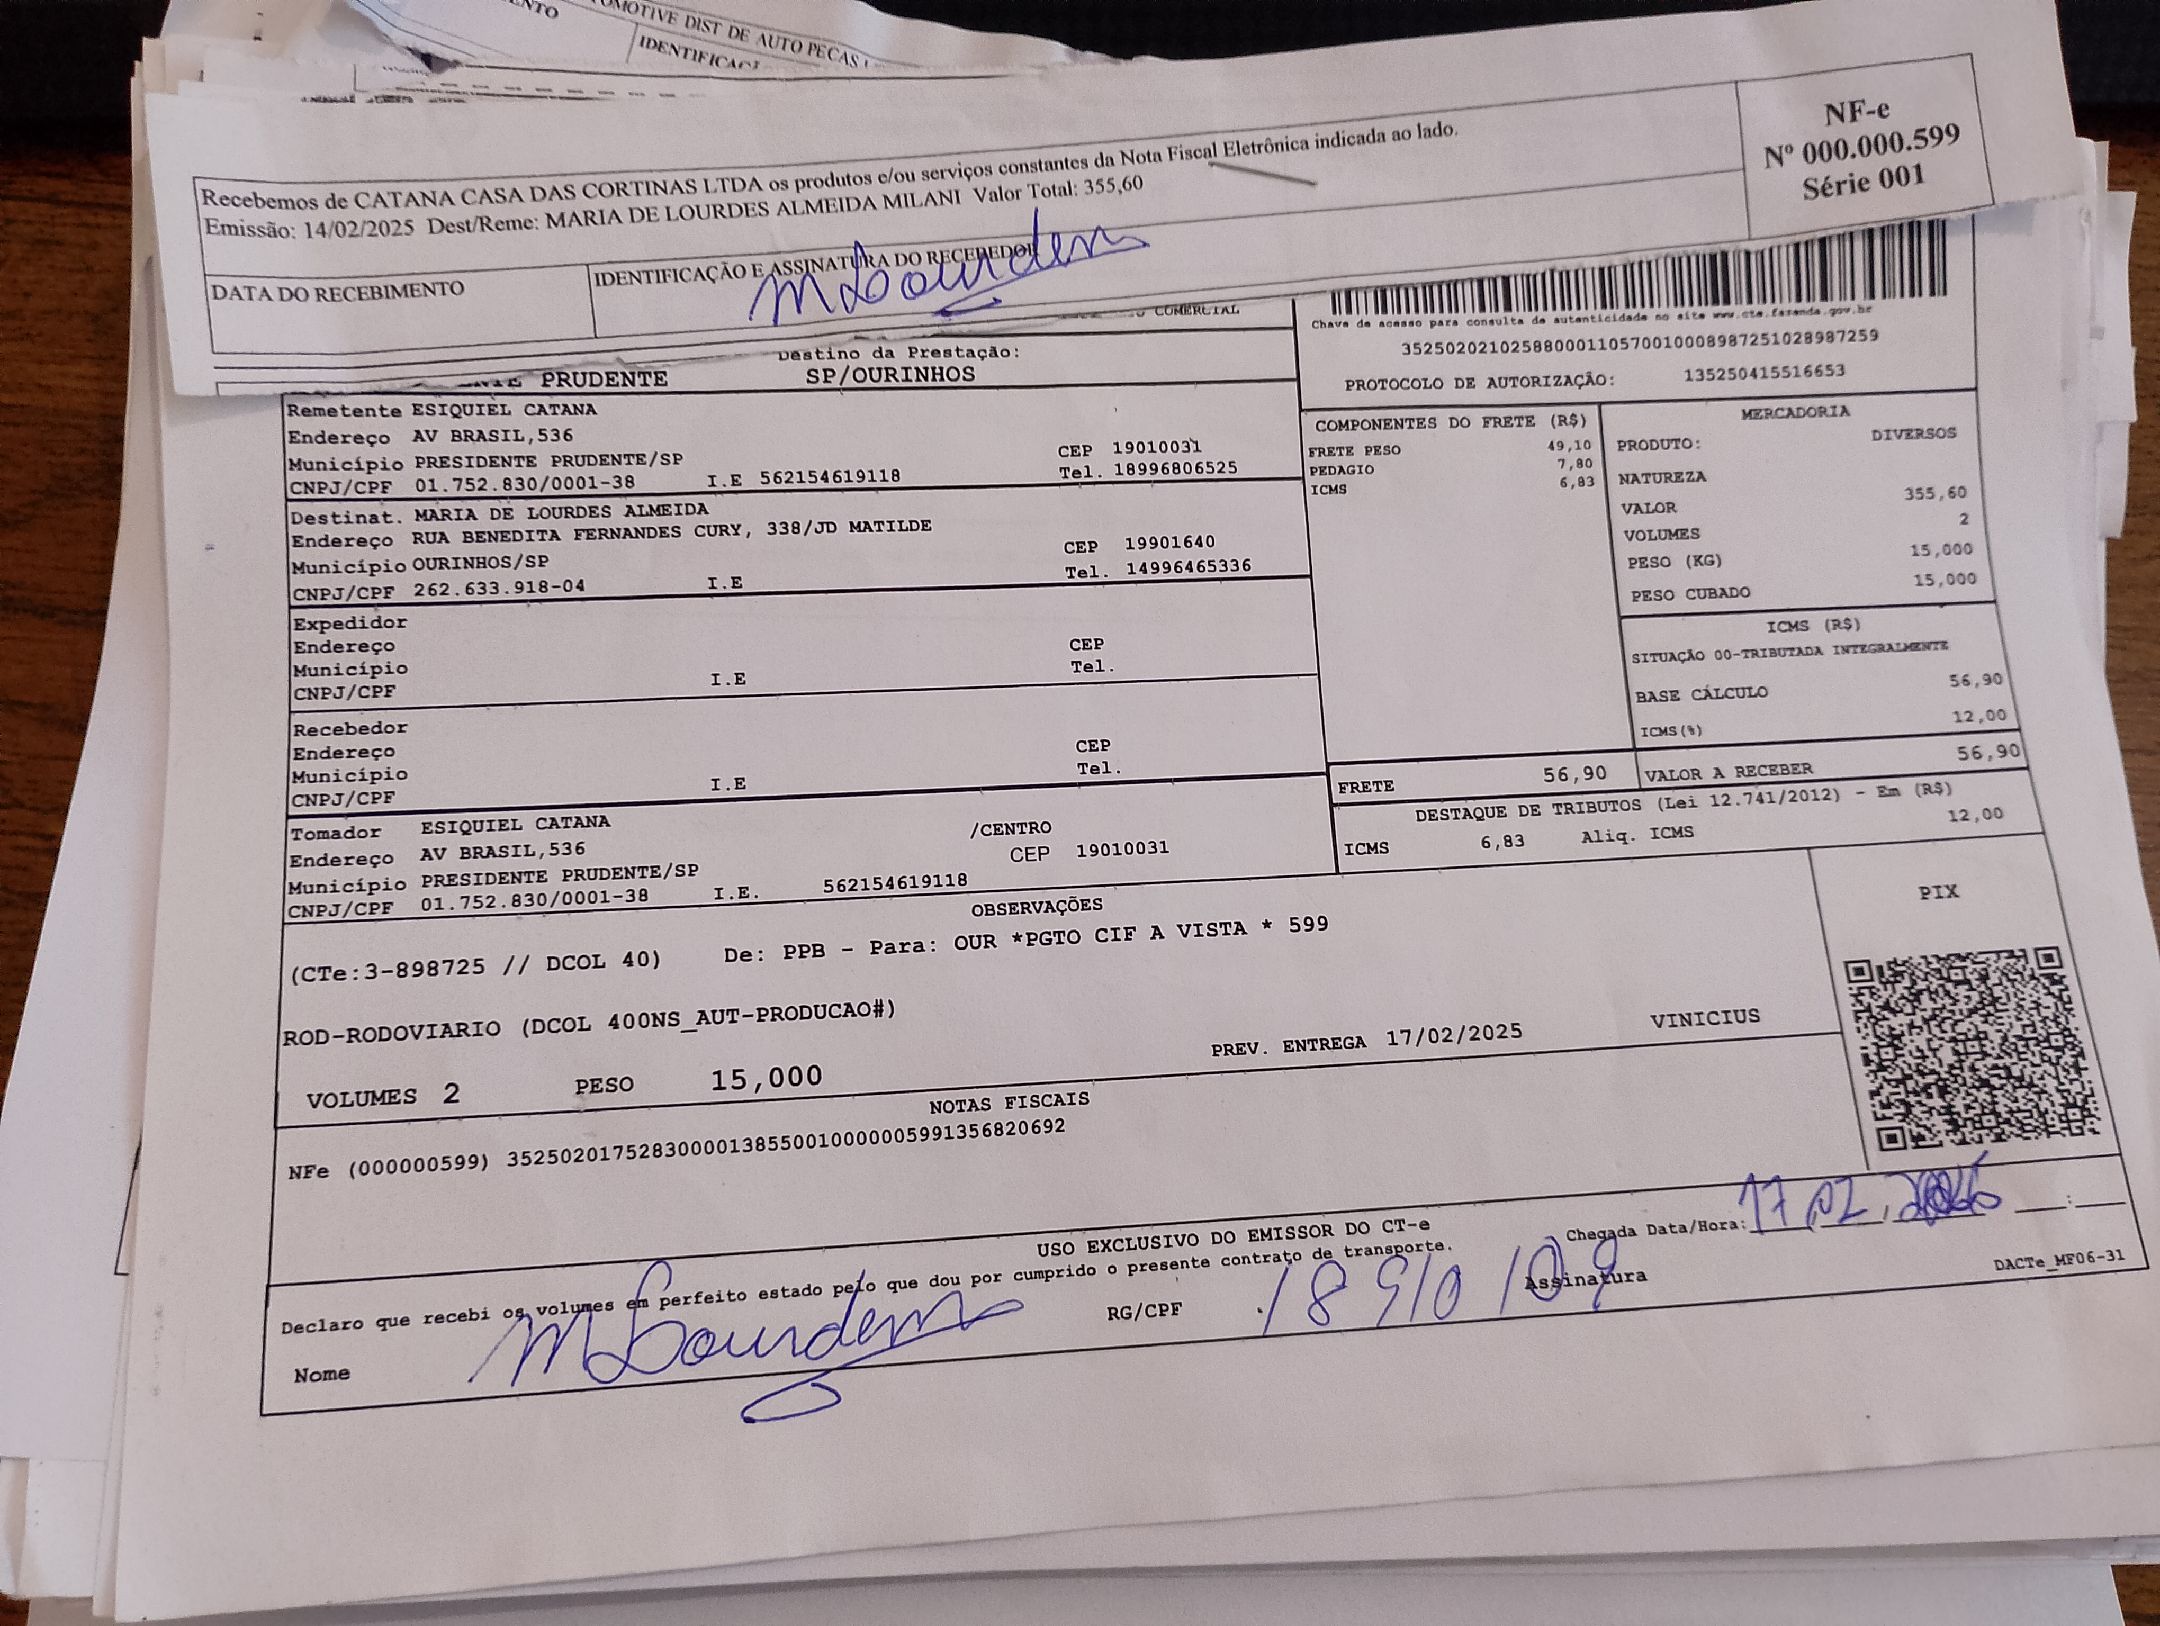 OMOTIVE DIST DE AUTO PECAS
Recebemos de CATANA CASA DAS CORTINAS LTDA os produtos e/ou serviços constantes da Nota Fiscal Eletrônica indicada ao lado.
Emissão: 14/02/2025 Dest/Reme: MARIA DE LOURDES ALMEIDA MILANI Valor Total: 355,60
NF-e
Nº 000.000.599
Série 001
DATA DO RECEBIMENTO
IDENTIFICAÇÃO E ASSINATURA DO RECEBEDOR
M Lourdes
COMERCIAL
Chave de acesso para consulta de autenticidade no site www.cte.fazenda.gov.br
35250202102588000110570010008987251028987259
PROTOCOLO DE AUTORIZAÇÃO: 135250415516653
Destino da Prestação:
PRUDENTE SP/OURINHOS
Remetente ESIQUIEL CATANA
Endereço AV BRASIL,536
Município PRESIDENTE PRUDENTE/SP CEP 19010031
CNPJ/CPF 01.752.830/0001-38 I.E 562154619118 Tel. 18996806525
Destinat. MARIA DE LOURDES ALMEIDA
Endereço RUA BENEDITA FERNANDES CURY, 338/JD MATILDE
Município OURINHOS/SP CEP 19901640
CNPJ/CPF 262.633.918-04 I.E Tel. 14996465336
Expedidor
Endereço CEP
Município Tel.
CNPJ/CPF I.E
Recebedor
Endereço CEP
Município Tel.
CNPJ/CPF I.E
Tomador ESIQUIEL CATANA
Endereço AV BRASIL,536 /CENTRO
Município PRESIDENTE PRUDENTE/SP CEP 19010031
CNPJ/CPF 01.752.830/0001-38 I.E. 562154619118
COMPONENTES DO FRETE (R$)
FRETE PESO 49,10
PEDAGIO 7,80
ICMS 6,83
MERCADORIA
PRODUTO: DIVERSOS
NATUREZA
VALOR 355,60
VOLUMES 2
PESO (KG) 15,000
PESO CUBADO 15,000
ICMS (R$)
SITUAÇÃO 00-TRIBUTADA INTEGRALMENTE
BASE CÁLCULO 56,90
ICMS(%) 12,00
FRETE 56,90 VALOR A RECEBER 56,90
DESTAQUE DE TRIBUTOS (Lei 12.741/2012) - Em (R$)
ICMS 6,83 Aliq. ICMS 12,00
OBSERVAÇÕES
(CTe:3-898725 // DCOL 40) De: PPB - Para: OUR *PGTO CIF A VISTA * 599
ROD-RODOVIARIO (DCOL 400NS_AUT-PRODUCAO#)
VOLUMES 2 PESO 15,000 PREV. ENTREGA 17/02/2025 VINICIUS
PIX
NOTAS FISCAIS
NFe (000000599) 35250201752830000138550010000005991356820692
USO EXCLUSIVO DO EMISSOR DO CT-e
Chegada Data/Hora: 17,02,
Declaro que recebi os volumes em perfeito estado pelo que dou por cumprido o presente contrato de transporte.
Nome M Lourdes RG/CPF Assinatura
DACTe_MF06-31